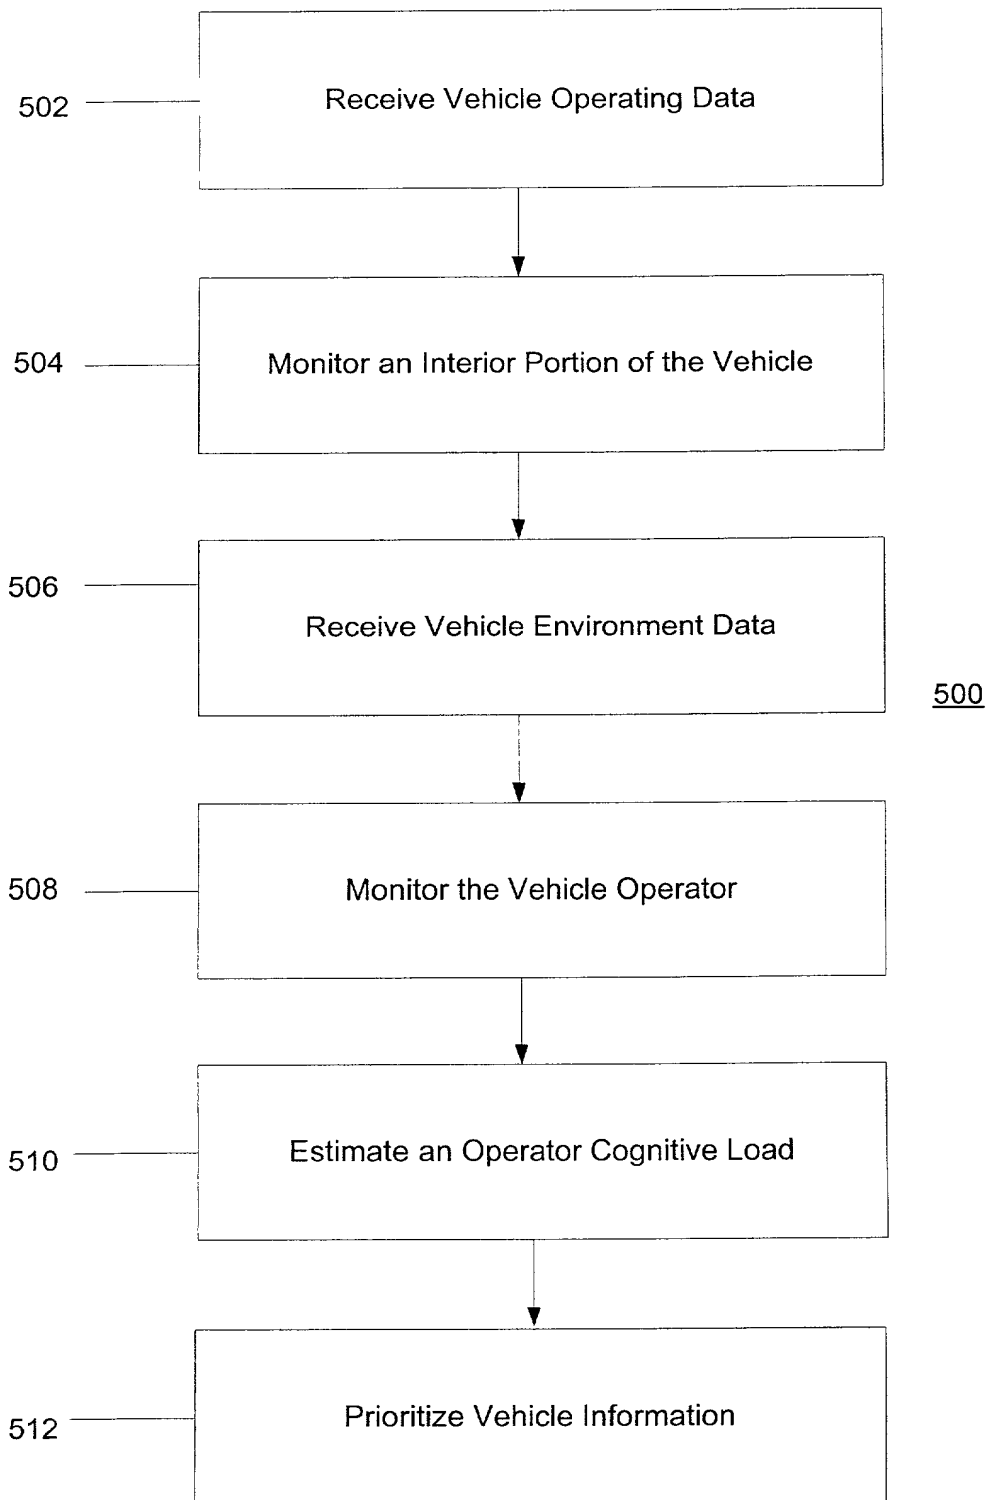 502
Receive Vehicle Operating Data
504
Monitor an Interior Portion of the Vehicle
506
Receive Vehicle Environment Data
500
508
Monitor the Vehicle Operator
510
Estimate an Operator Cognitive Load
512
Prioritize Vehicle Information